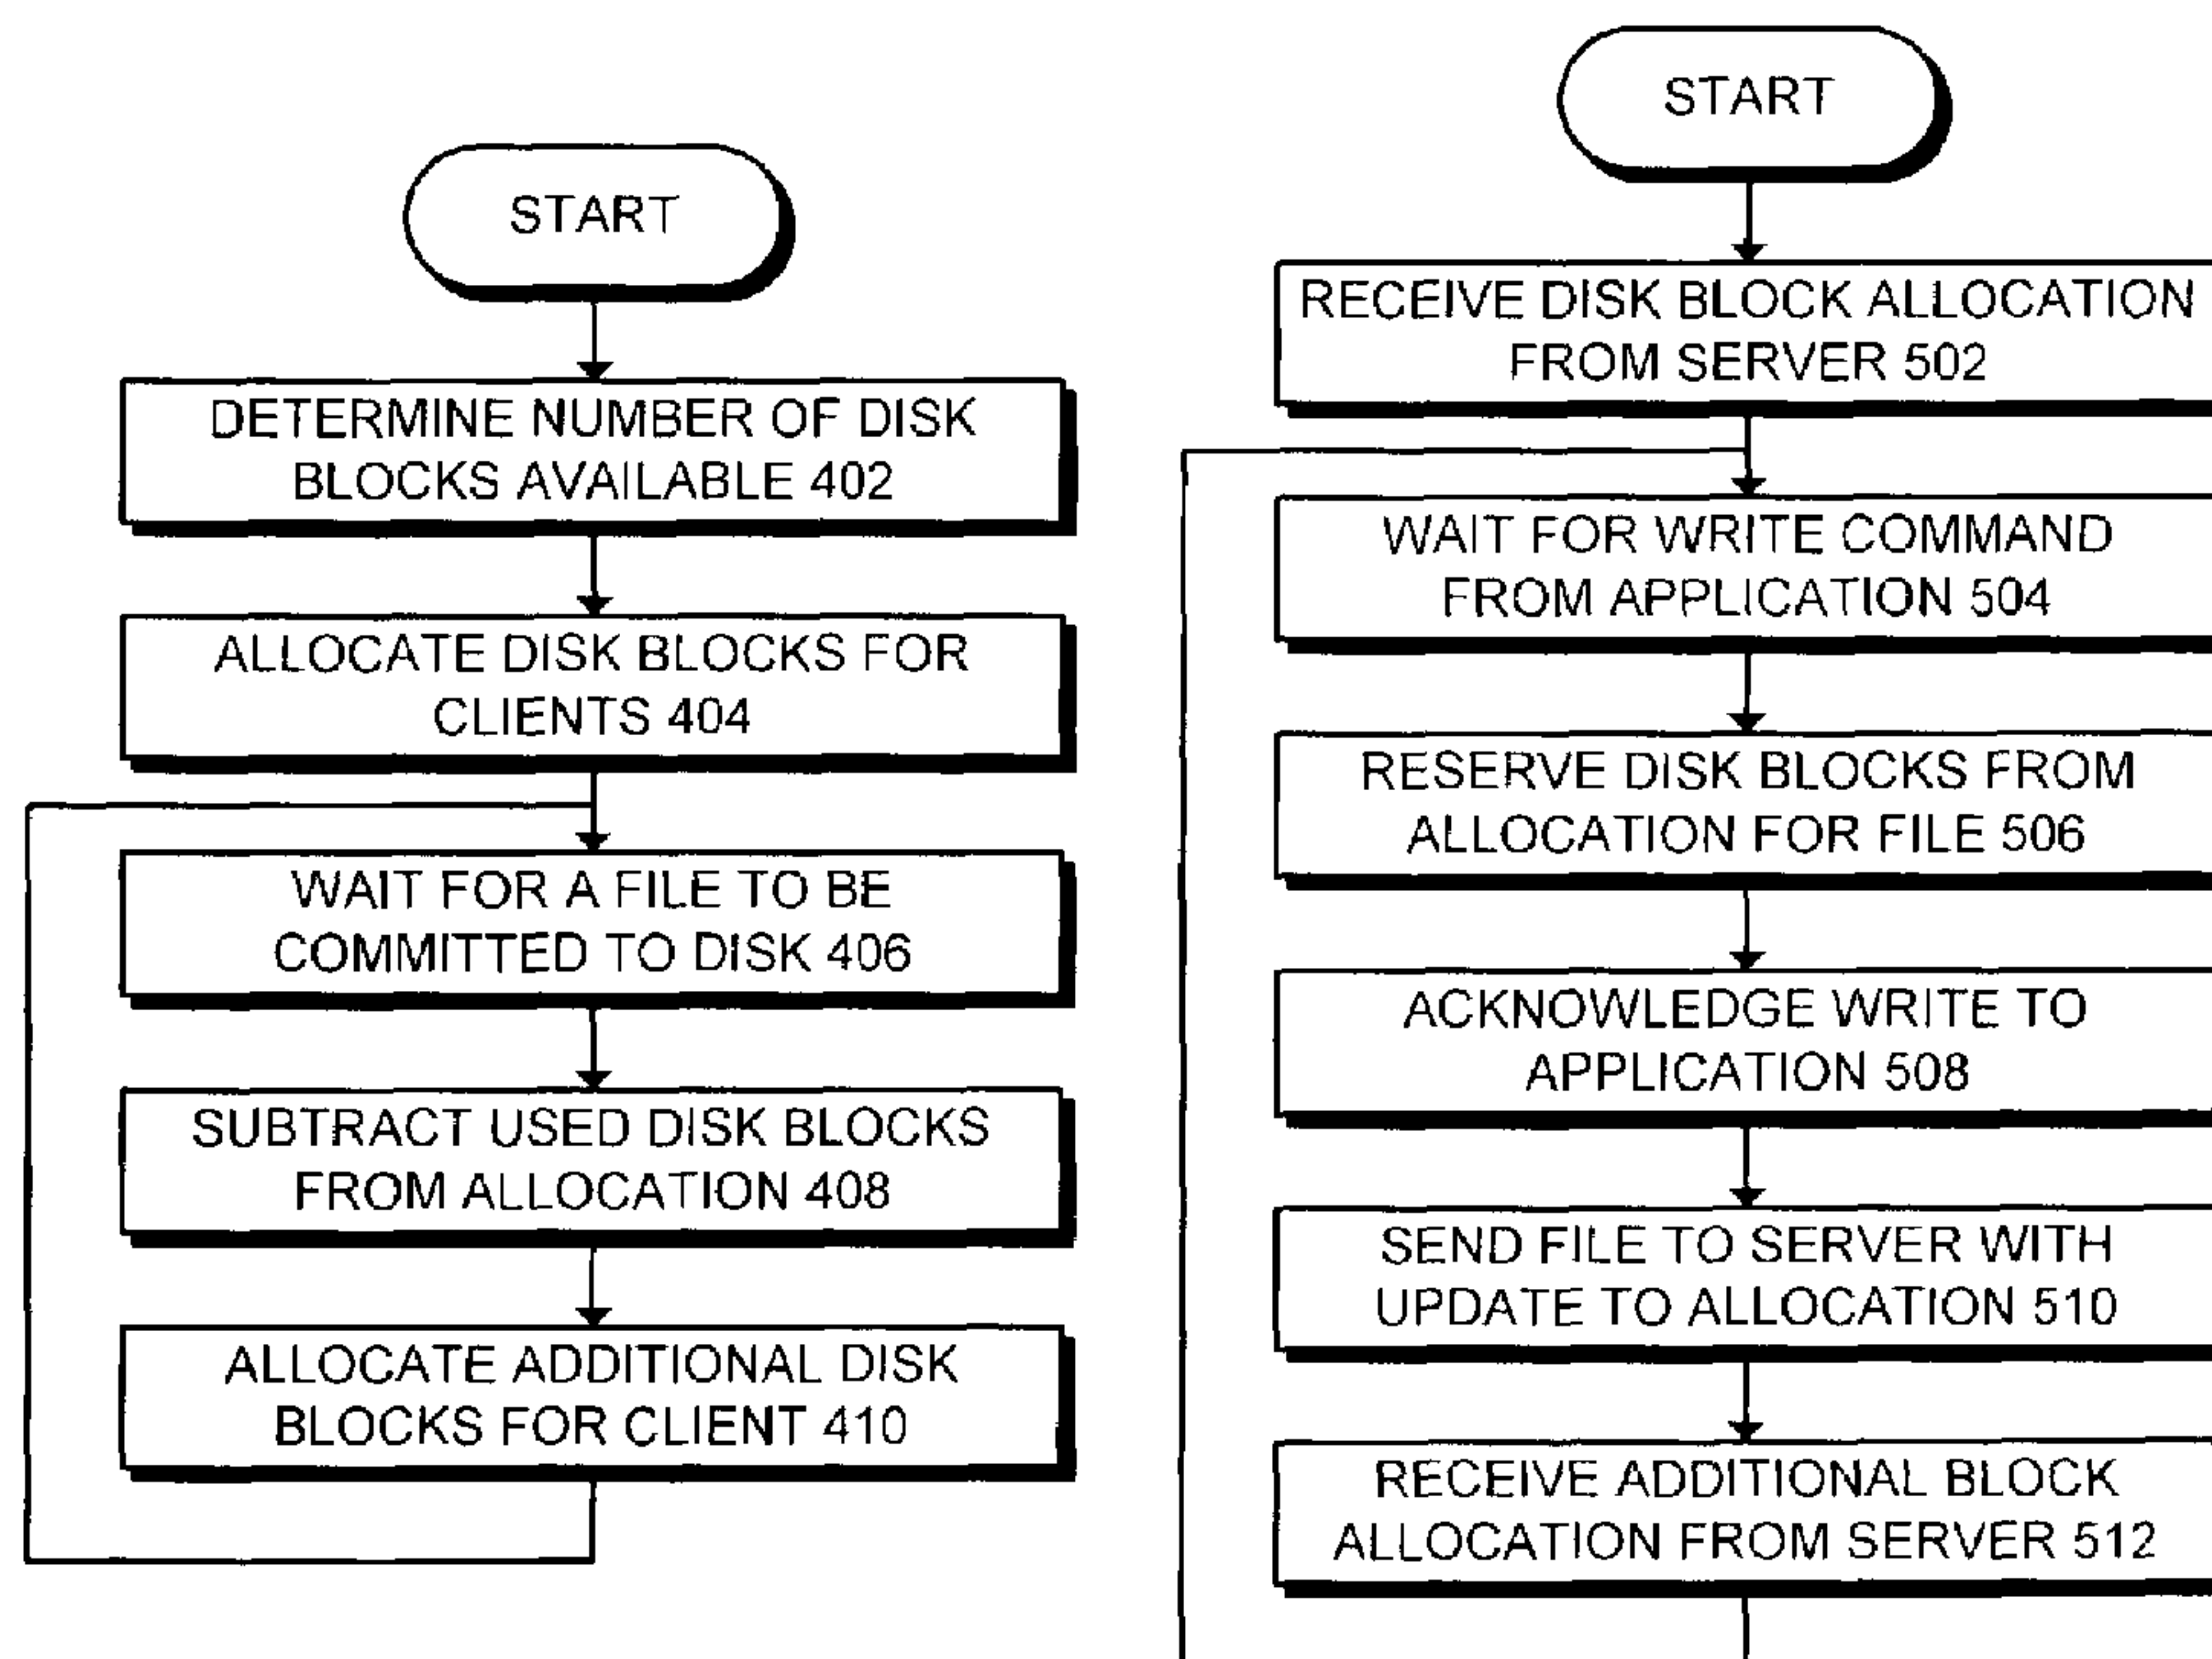 START
DETERMINE NUMBER OF DISK
BLOCKS AVAILABLE 402
ALLOCATE DISK BLOCKS FOR
CLIENTS 404
WAIT FOR A FILE TO BE
COMMITTED TO DISK 406
SUBTRACT USED DISK BLOCKS
FROM ALLOCATION 408
ALLOCATE ADDITIONAL DISK
BLOCKS FOR CLIENT 410
START
RECEIVE DISK BLOCK ALLOCATION
FROM SERVER 502
WAIT FOR WRITE COMMAND
FROM APPLICATION 504
RESERVE DISK BLOCKS FROM
ALLOCATION FOR FILE 506
ACKNOWLEDGE WRITE TO
APPLICATION 508
SEND FILE TO SERVER WITH
UPDATE TO ALLOCATION 510
RECEIVE ADDITIONAL BLOCK
ALLOCATION FROM SERVER 512